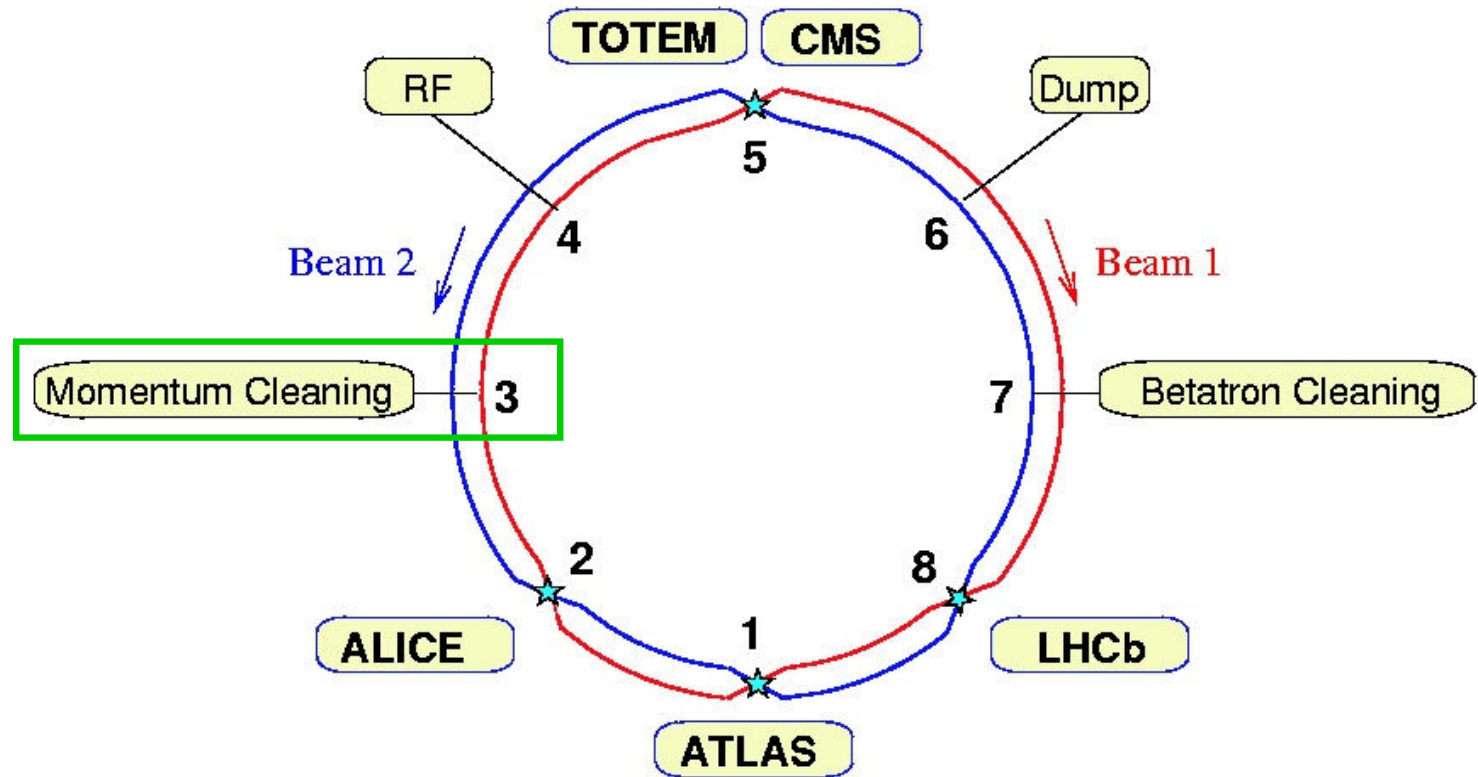 TOTEM CMS
RF
Dump
5
4
6
Beam 2
Beam 1
Momentum Cleaning
3
7
Betatron Cleaning
2
8
1
ALICE
LHCb
ATLAS